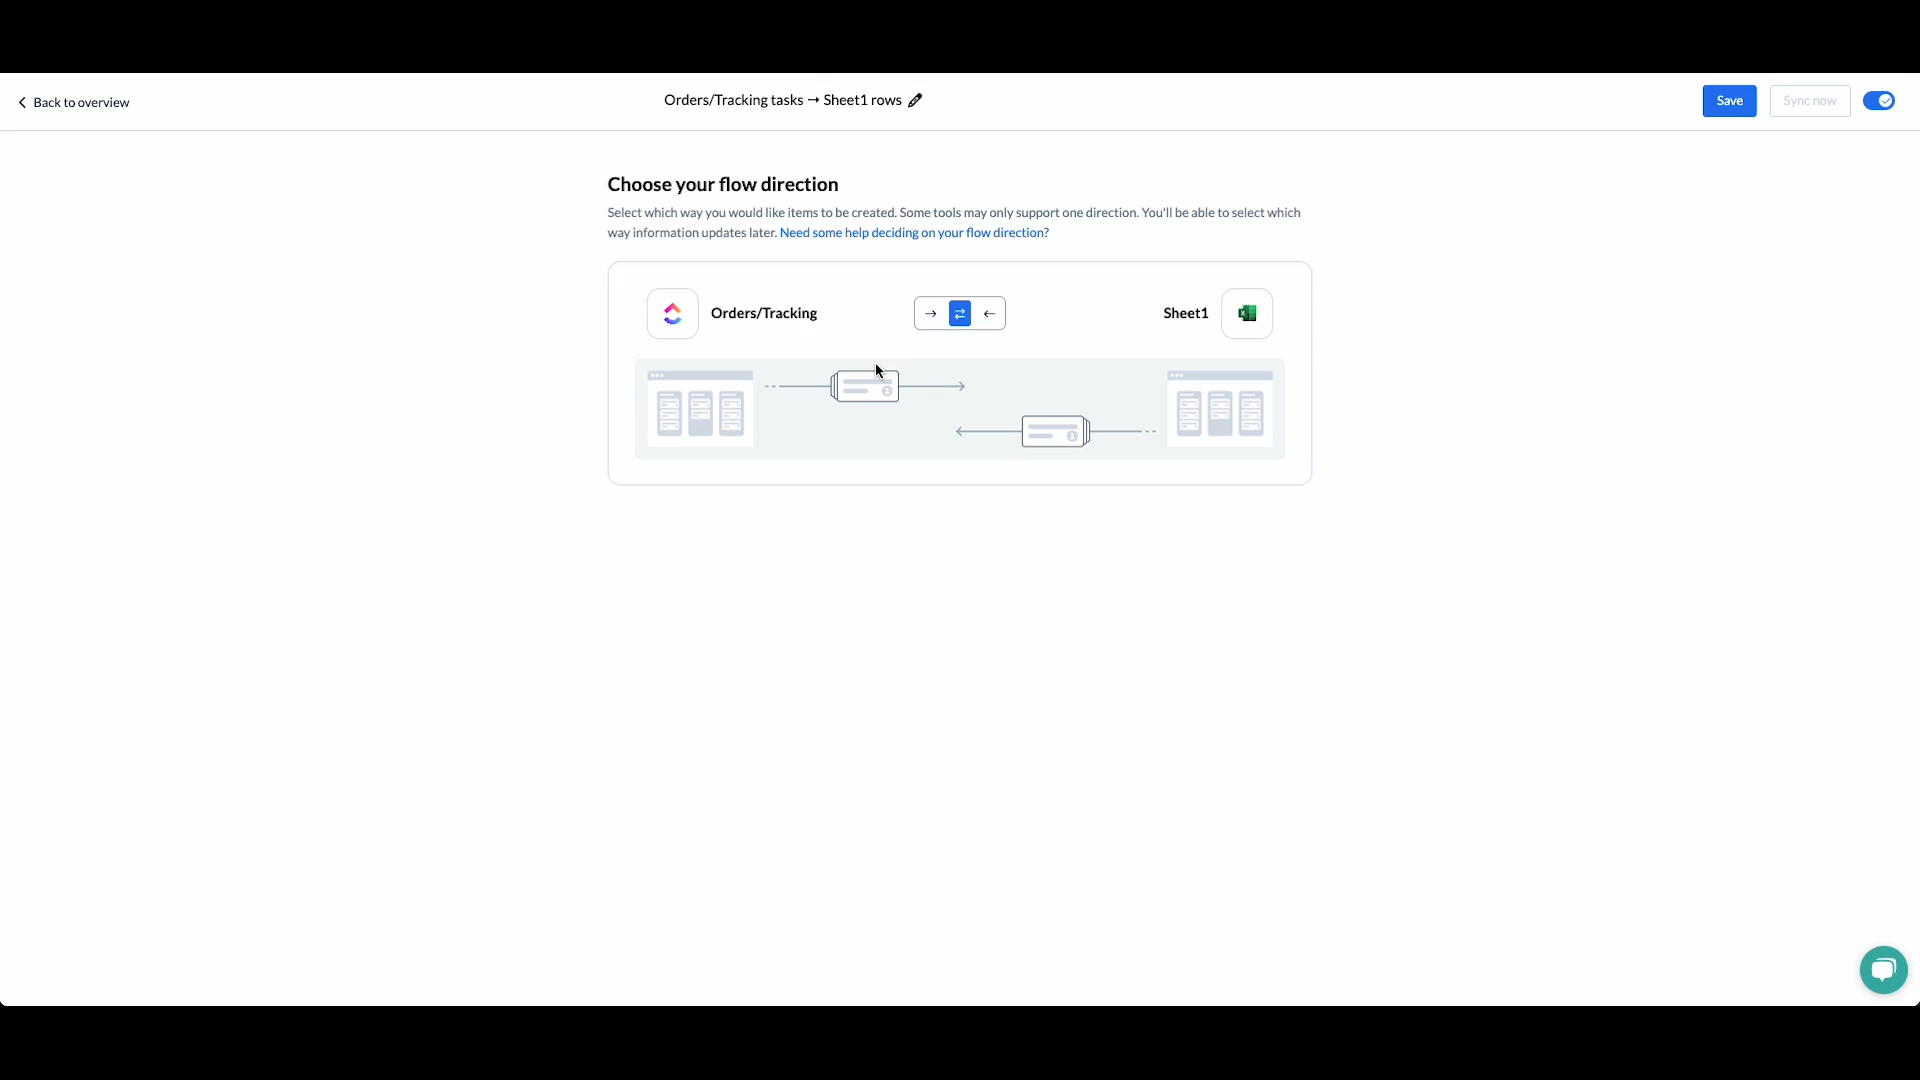 Back to overview
Orders/Tracking tasks → Sheet1 rows
Save
Sync now
Choose your flow direction
Select which way you would like items to be created. Some tools may only support one direction. You'll be able to select which
way information updates later. Need some help deciding on your flow direction?
Orders/Tracking
Sheet1